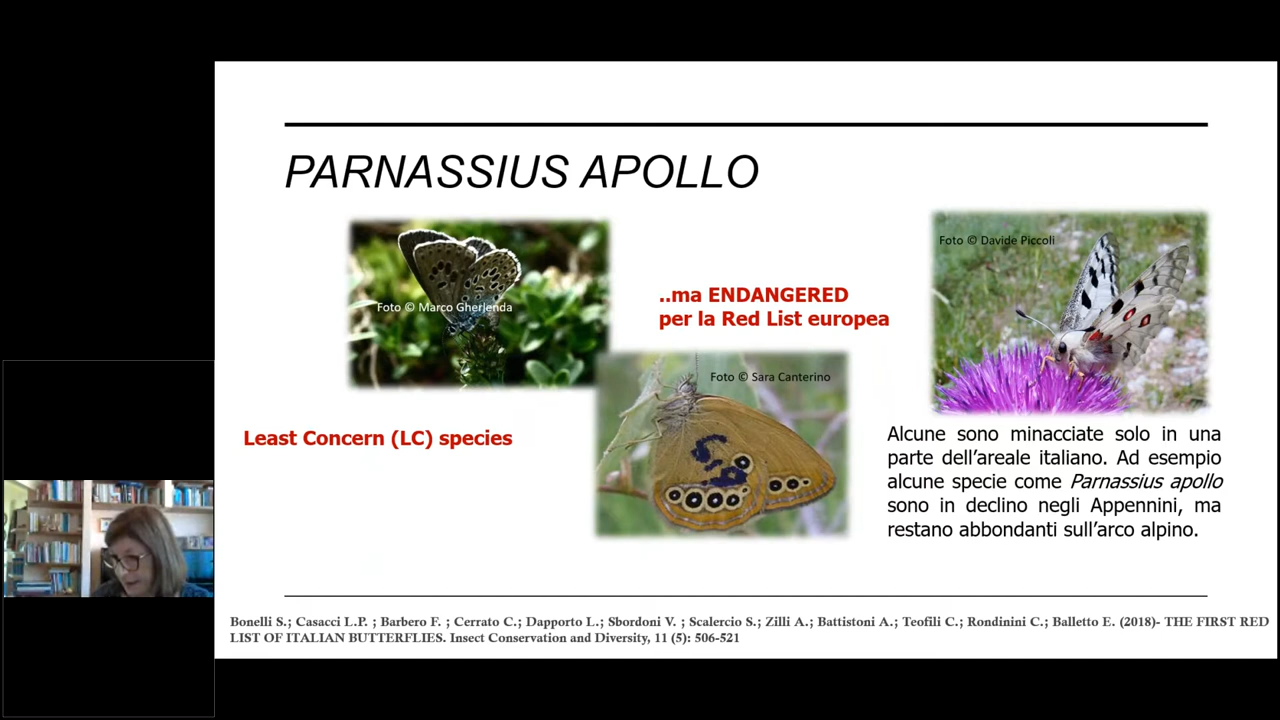 PARNASSIUS APOLLO
Foto © Marco Gherlenda
..ma ENDANGERED
per la Red List europea
Foto © Davide Piccoli
Foto © Sara Canterino
Least Concern (LC) species
Alcune sono minacciate solo in una
parte dell’areale italiano. Ad esempio
alcune specie come Parnassius apollo
sono in declino negli Appennini, ma
restano abbondanti sull’arco alpino.
Bonelli S.; Casacci L.P. ; Barbero F. ; Cerrato C.; Dapporto L.; Sbordoni V. ; Scalercio S.; Zilli A.; Battistoni A.; Teofili C.; Rondinini C.; Balletto E. (2018)- THE FIRST RED
LIST OF ITALIAN BUTTERFLIES. Insect Conservation and Diversity, 11 (5): 506-521